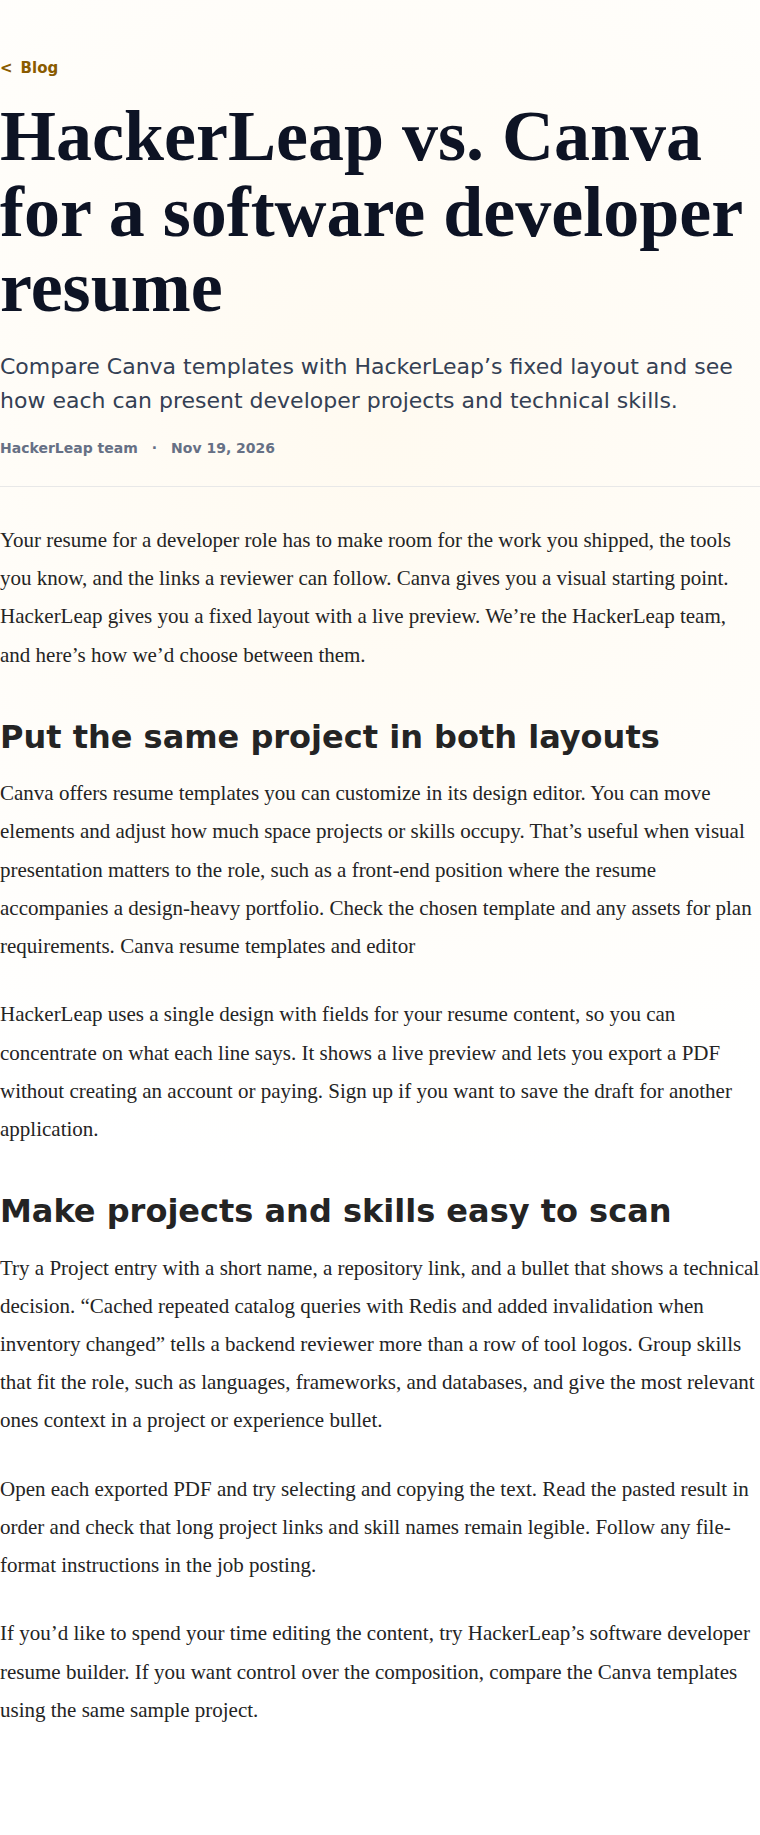 < Blog
HackerLeap vs. Canva
for a software developer
resume
Compare Canva templates with HackerLeap’s fixed layout and see
how each can present developer projects and technical skills.
HackerLeap team · Nov 19, 2026
Your resume for a developer role has to make room for the work you shipped, the tools
you know, and the links a reviewer can follow. Canva gives you a visual starting point.
HackerLeap gives you a fixed layout with a live preview. We’re the HackerLeap team,
and here’s how we’d choose between them.
Put the same project in both layouts
Canva offers resume templates you can customize in its design editor. You can move
elements and adjust how much space projects or skills occupy. That’s useful when visual
presentation matters to the role, such as a front-end position where the resume
accompanies a design-heavy portfolio. Check the chosen template and any assets for plan
requirements. Canva resume templates and editor
HackerLeap uses a single design with fields for your resume content, so you can
concentrate on what each line says. It shows a live preview and lets you export a PDF
without creating an account or paying. Sign up if you want to save the draft for another
application.
Make projects and skills easy to scan
Try a Project entry with a short name, a repository link, and a bullet that shows a technical
decision. “Cached repeated catalog queries with Redis and added invalidation when
inventory changed” tells a backend reviewer more than a row of tool logos. Group skills
that fit the role, such as languages, frameworks, and databases, and give the most relevant
ones context in a project or experience bullet.
Open each exported PDF and try selecting and copying the text. Read the pasted result in
order and check that long project links and skill names remain legible. Follow any file-
format instructions in the job posting.
If you’d like to spend your time editing the content, try HackerLeap’s software developer
resume builder. If you want control over the composition, compare the Canva templates
using the same sample project.